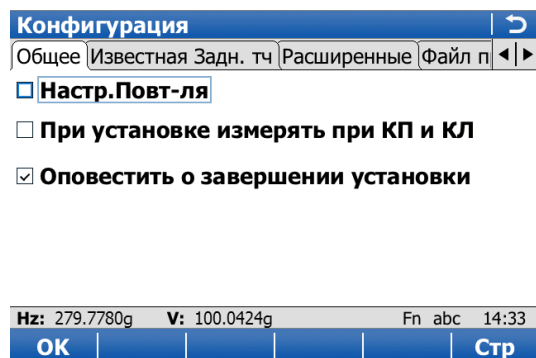 Конфигурация
Общее Известная Задн. тч Расширенные Файл п
Настр.Повт-ля
При установке измерять при КП и КЛ
Оповестить о завершении установки
Hz: 279.7780g V: 100.0424g Fn abc 14:33
OK Стр